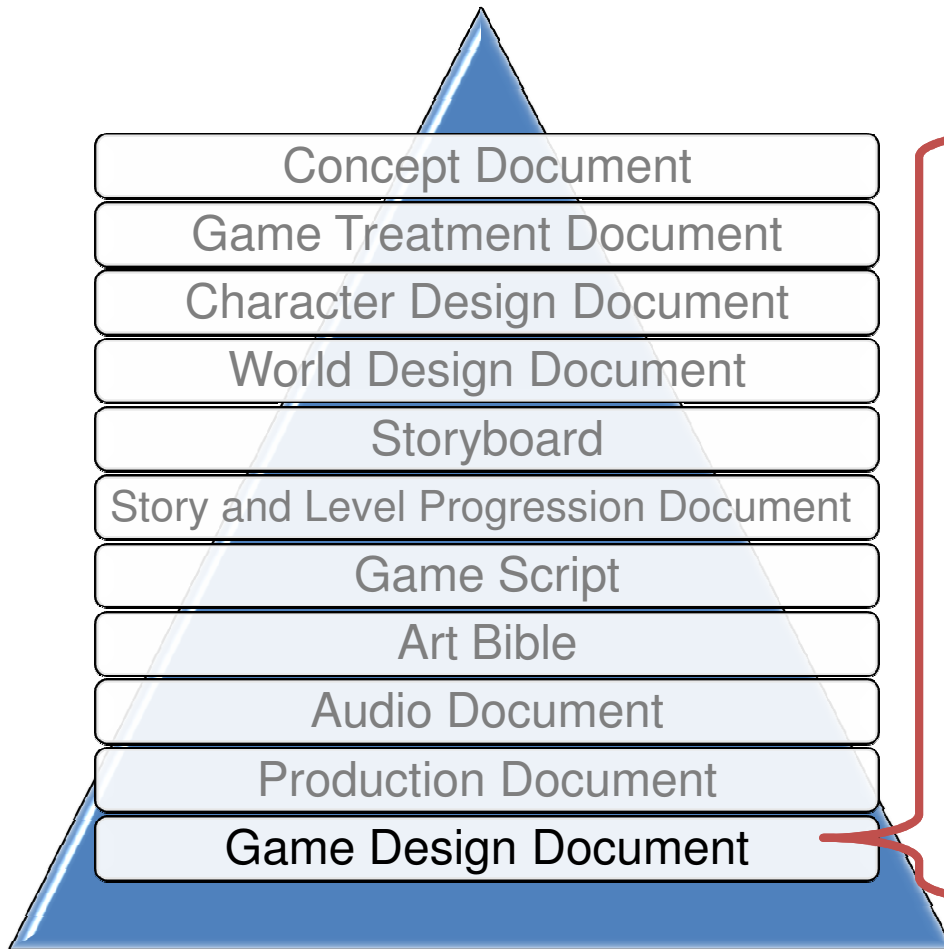 Concept Document
Game Treatment Document
Character Design Document
World Design Document
Storyboard
Story and Level Progression Document
Game Script
Art Bible
Audio Document
Production Document
Game Design Document